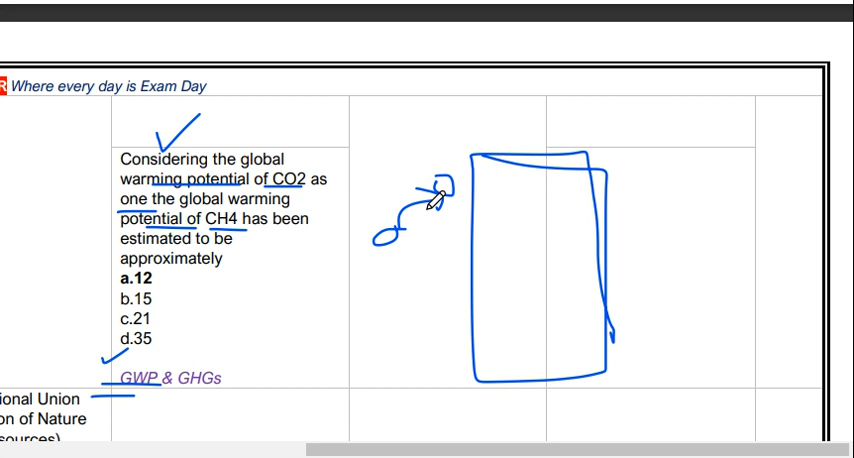 R Where every day is Exam Day
Considering the global
warming potential of CO2 as
one the global warming
potential of CH4 has been
estimated to be
approximately
a.12
b.15
c.21
d.35
GWP & GHGs
ional Union
on of Nature
sources)